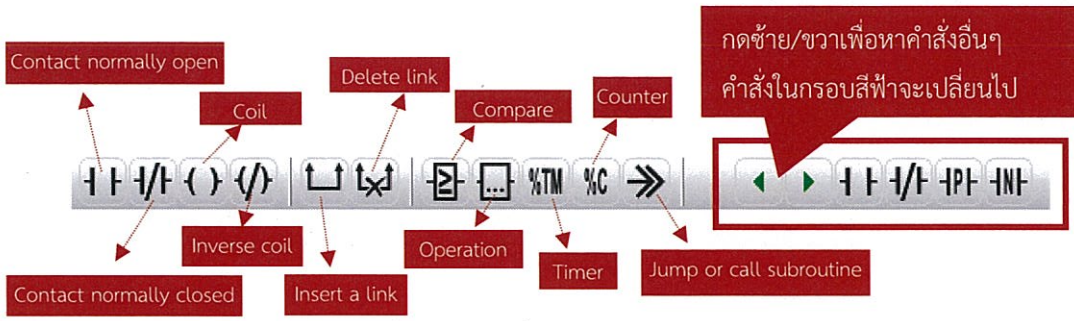 กดซ้าย/ขวาเพื่อหาคำสั่งอื่นๆ
คำสั่งในกรอบสีฟ้าจะเปลี่ยนไป
Contact normally open
Delete link
Coil
Compare
Counter
%TM
%C
P
N
Inverse coil
Operation
Timer
Jump or call subroutine
Contact normally closed
Insert a link